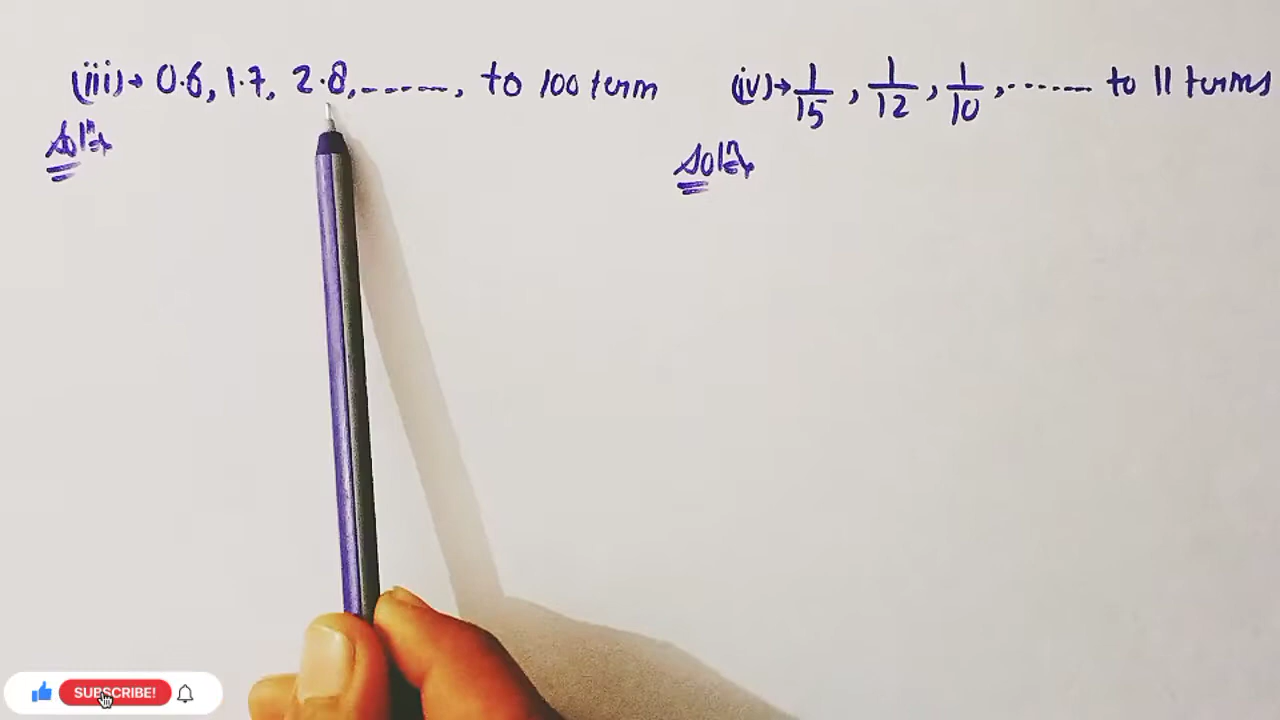 (iii)→ 0.6, 1.7, 2.8, ------, to 100 term
Solⁿ
(iv)→ 1/15, 1/12, 1/10, ------- to 11 terms
Solⁿ
SUBSCRIBE!